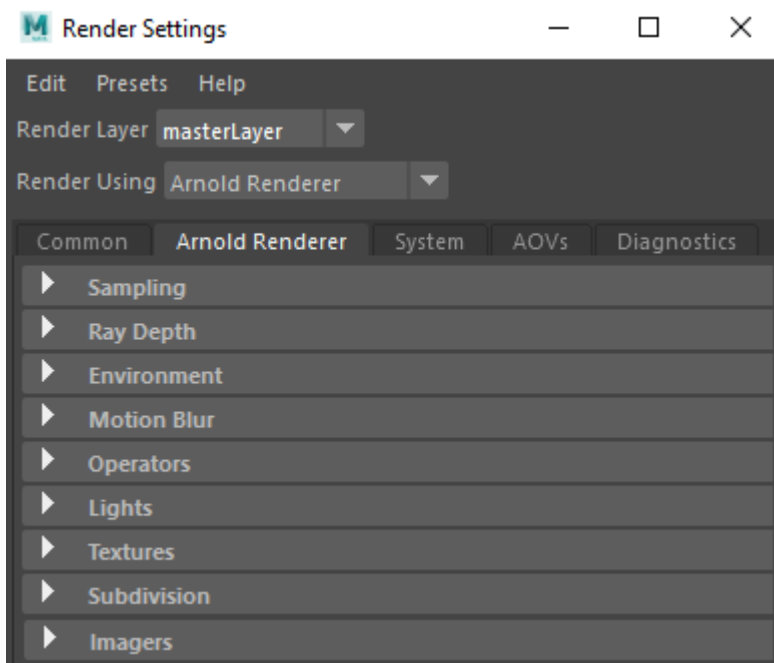 Render Settings
Edit Presets Help
Render Layer masterLayer
Render Using Arnold Renderer
Common Arnold Renderer System AOVs Diagnostics
Sampling
Ray Depth
Environment
Motion Blur
Operators
Lights
Textures
Subdivision
Imagers